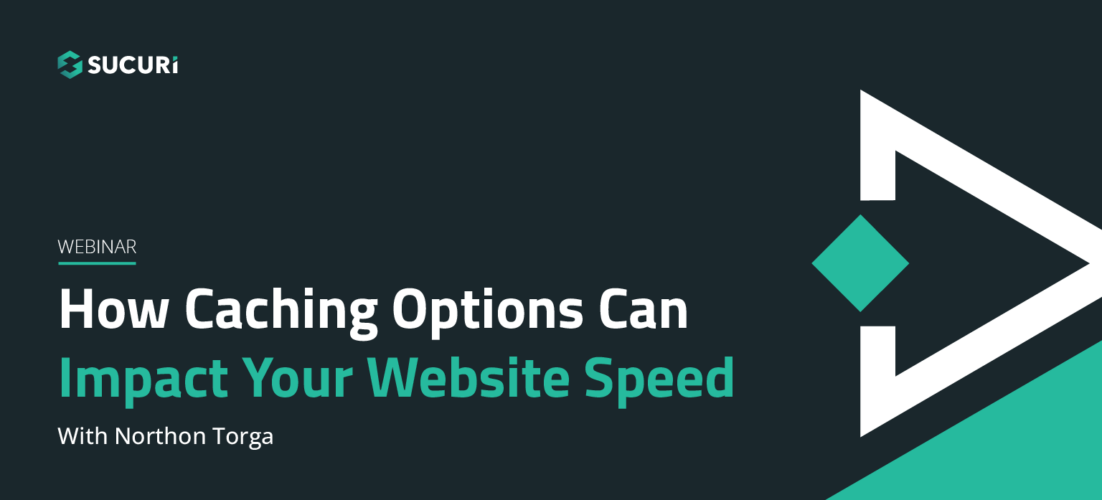 SUCURi
WEBINAR
How Caching Options Can
Impact Your Website Speed
With Northon Torga